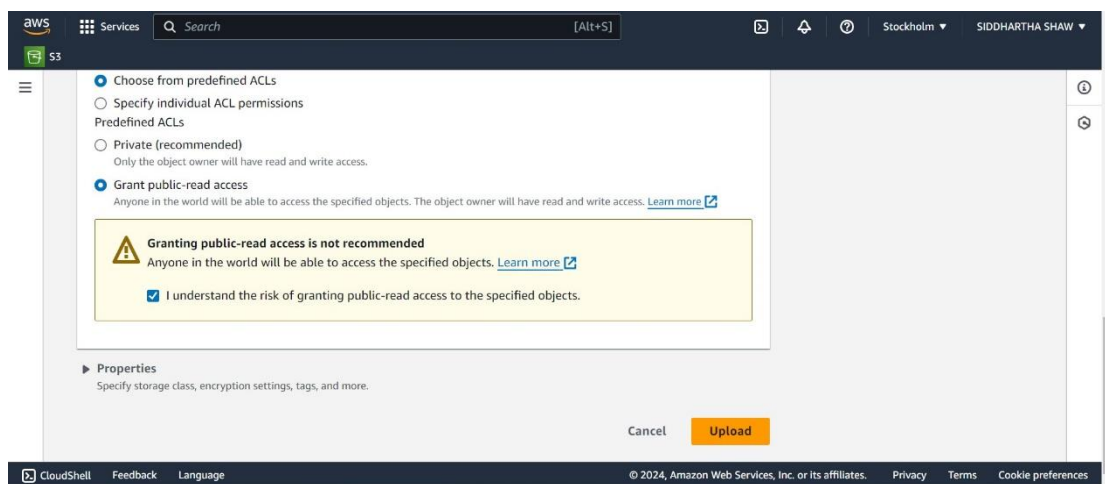 aws
Services
Search
[Alt+S]
Stockholm
SIDDHARTHA SHAW
S3
Choose from predefined ACLs
Specify individual ACL permissions
Predefined ACLs
Private (recommended)
Only the object owner will have read and write access.
Grant public-read access
Anyone in the world will be able to access the specified objects. The object owner will have read and write access. Learn more
Granting public-read access is not recommended
Anyone in the world will be able to access the specified objects. Learn more
I understand the risk of granting public-read access to the specified objects.
Properties
Specify storage class, encryption settings, tags, and more.
Cancel
Upload
CloudShell
Feedback
Language
© 2024, Amazon Web Services, Inc. or its affiliates.
Privacy
Terms
Cookie preferences